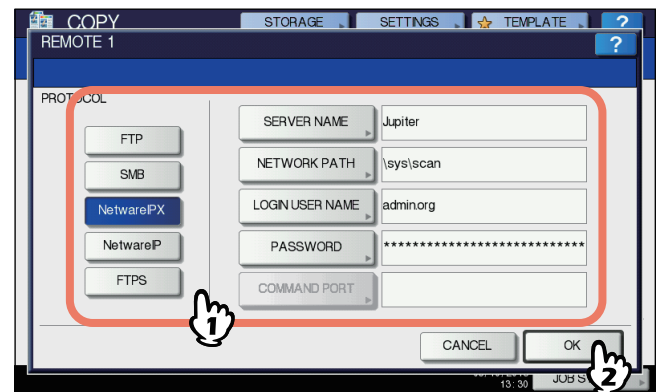 COPY
STORAGE
SETTINGS
TEMPLATE
?
REMOTE 1
?
PROTOCOL
FTP
SMB
NetwareIPX
NetwareIP
FTPS
SERVER NAME
Jupiter
NETWORK PATH
\sys\scan
LOGIN USER NAME
admin.org
PASSWORD
****************************
COMMAND PORT
1
CANCEL
OK
2
13:30
JOB S